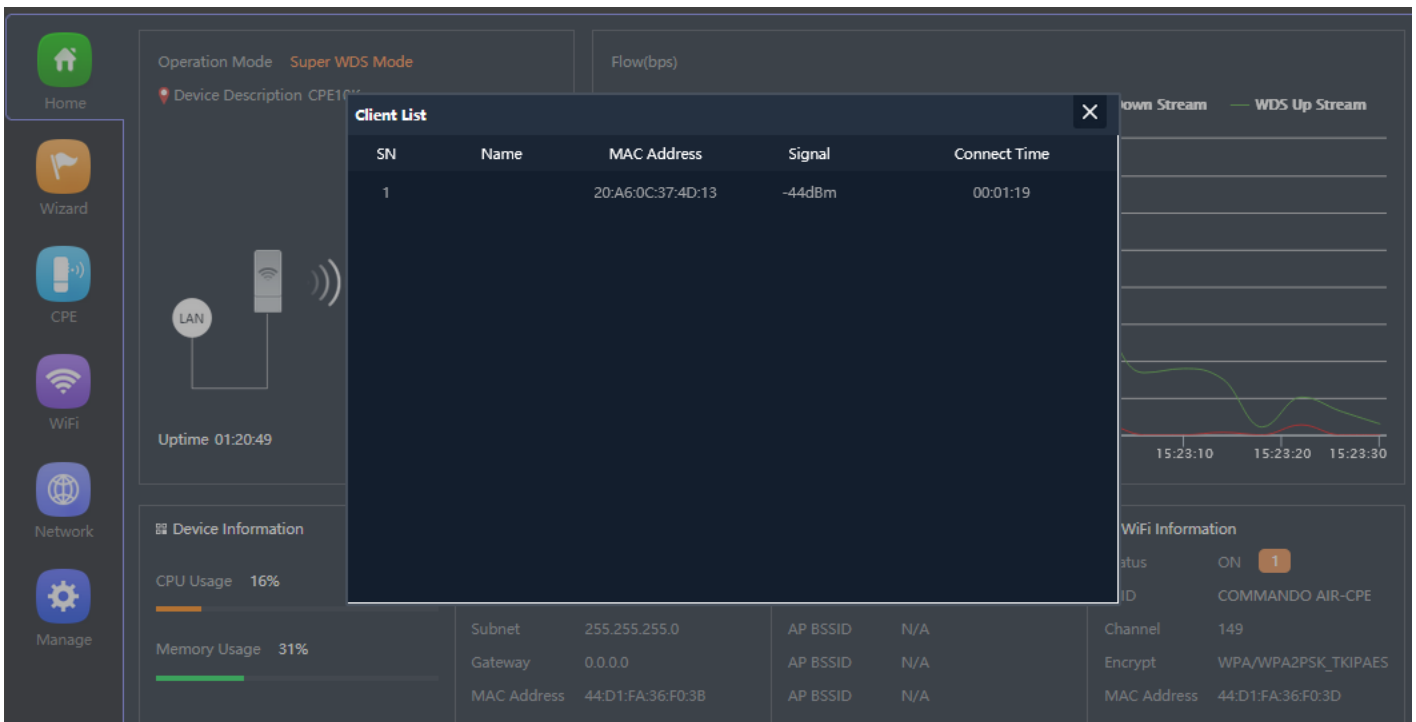 Home
Wizard
CPE
WiFi
Network
Manage
Operation Mode Super WDS Mode
Device Description
LAN
Uptime 01:20:49
Flow(bps)
Stream — WDS Up Stream
15:23:10 15:23:20 15:23:30
Client List
SN Name MAC Address Signal Connect Time
1 20:A6:0C:37:4D:13 -44dBm 00:01:19
Device Information
CPU Usage 16%
Memory Usage 31%
Subnet 255.255.255.0
Gateway 0.0.0.0
MAC Address 44:D1:FA:36:F0:3B
AP BSSID N/A
AP BSSID N/A
AP BSSID N/A
WiFi Information
ON 1
COMMANDO AIR-CPE
Channel 149
Encrypt WPA/WPA2PSK_TKIPAES
MAC Address 44:D1:FA:36:F0:3D